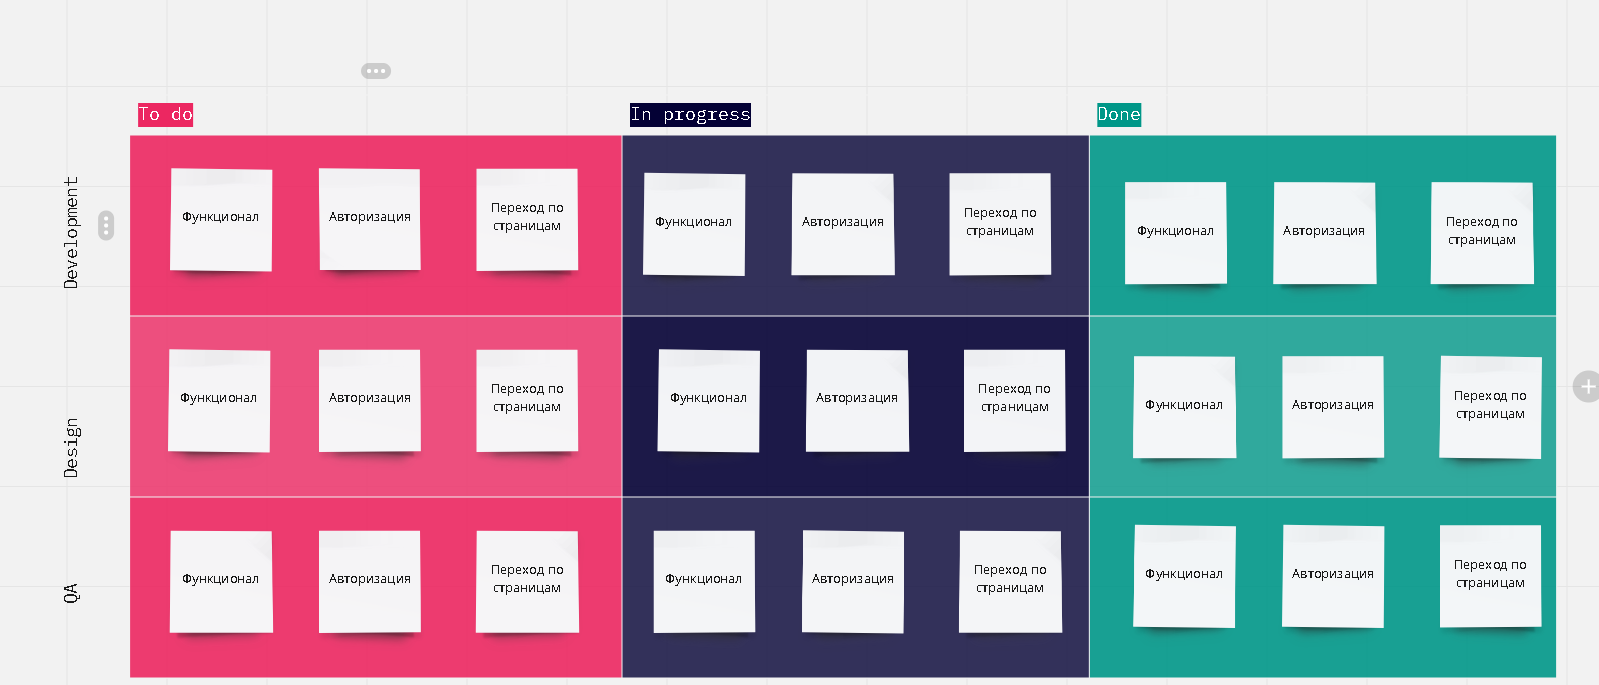 To do
In progress
Done
Development
Функционал
Авторизация
Переход по
страницам
Функционал
Авторизация
Переход по
страницам
Функционал
Авторизация
Переход по
страницам
Design
Функционал
Авторизация
Переход по
страницам
Функционал
Авторизация
Переход по
страницам
Функционал
Авторизация
Переход по
страницам
QA
Функционал
Авторизация
Переход по
страницам
Функционал
Авторизация
Переход по
страницам
Функционал
Авторизация
Переход по
страницам